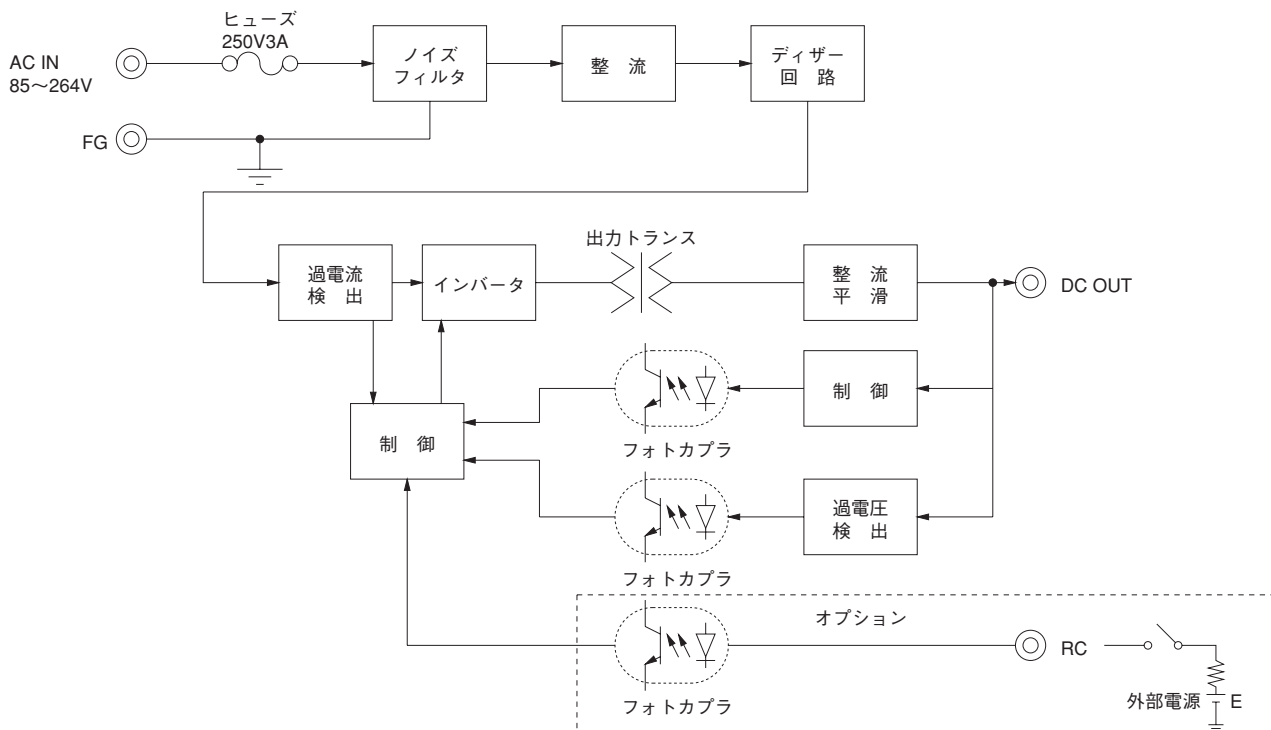 ヒューズ
250V3A
AC IN
85～264V
ノイズ
フィルタ
整 流
ディザー
回 路
FG
出力トランス
過電流
検 出
インバータ
整 流
平 滑
DC OUT
制 御
フォトカプラ
制 御
過電圧
検 出
フォトカプラ
オプション
RC
フォトカプラ
外部電源
E